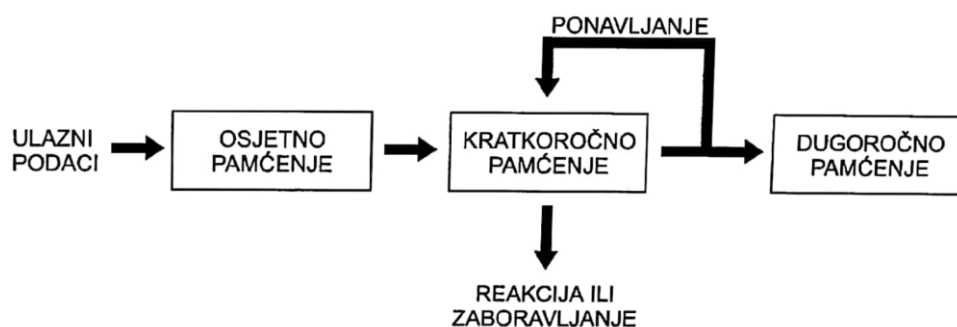 PONAVLJANJE
ULAZNI
PODACI
OSJETNO
PAMĆENJE
KRATKOROČNO
PAMĆENJE
DUGOROČNO
PAMĆENJE
REAKCIJA ILI
ZABORAVLJANJE